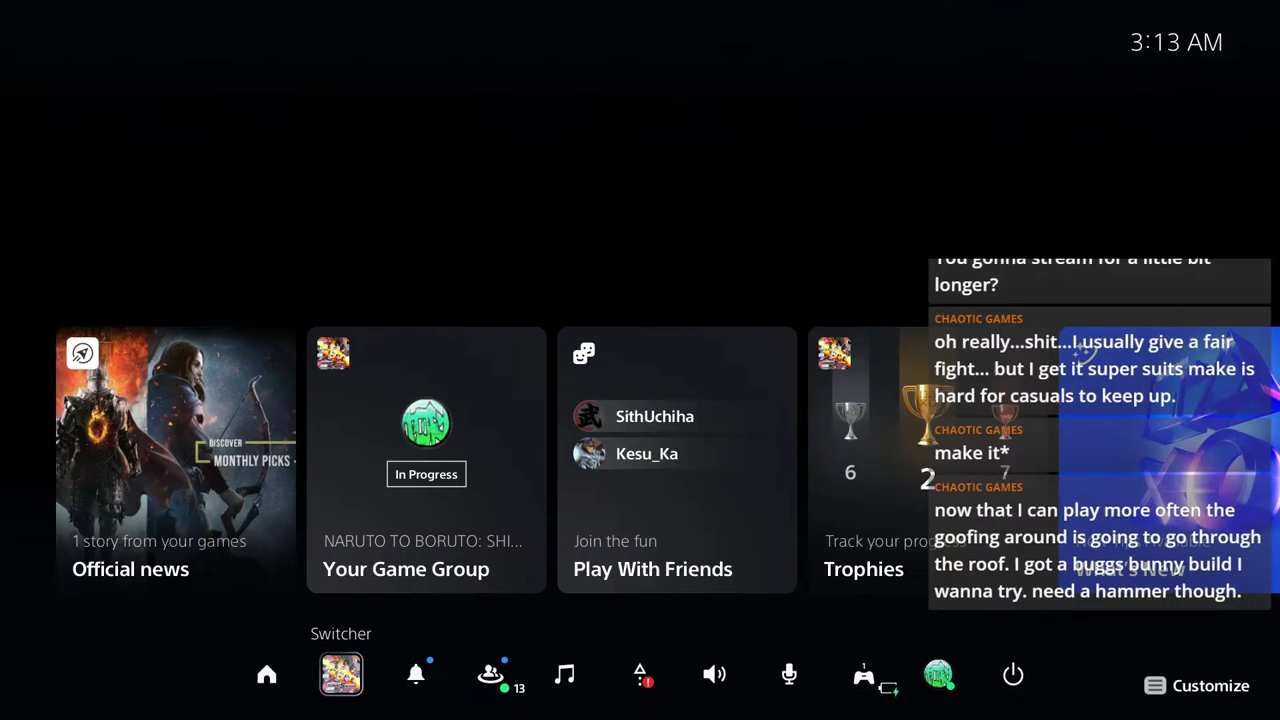 3:13 AM
You gonna stream for a little bit
longer?
CHAOTIC GAMES
oh really...shit...I usually give a fair
fight... but I get it super suits make is
hard for casuals to keep up.
CHAOTIC GAMES
make it*
CHAOTIC GAMES
now that I can play more often the
goofing around is going to go through
the roof. I got a buggs bunny build I
wanna try. need a hammer though.
DISCOVER
MONTHLY PICKS
1 story from your games
Official news
In Progress
NARUTO TO BORUTO: SHI...
Your Game Group
SithUchiha
Kesu_Ka
Join the fun
Play With Friends
6
2
7
Track your progress
Trophies
What's New
Switcher
13
1
Customize